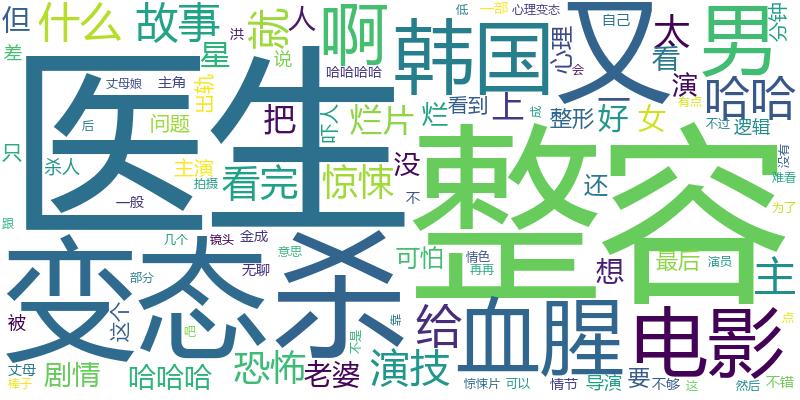 但
什么
故事
就
人
啊
韩国
低
一部
心理变态
自己
又
太
男
分钟
差
星
洪
说
哈哈哈哈
心理
会
看
演
哈哈
医生
丈母娘
主角
出轨
后
问题
把
吓人
烂片
烂
看到
上
成
一
整形
好
女
有点
不过
逻辑
只
杀人
主演
拍摄
看完
惊悚
没
不
整容
还
没有
难看
一般
为了
跟
变态
几个
镜头
金成
无聊
意思
杀
可怕
情色
再再
想
最后
演员
主
部分
被
这个
吧
不是
靠
给
血腥
电影
点
丈母
棒子
剧情
哈哈哈
恐怖
老婆
演技
惊悚片
可以
情节
导演
要
不够
这
然后
不错